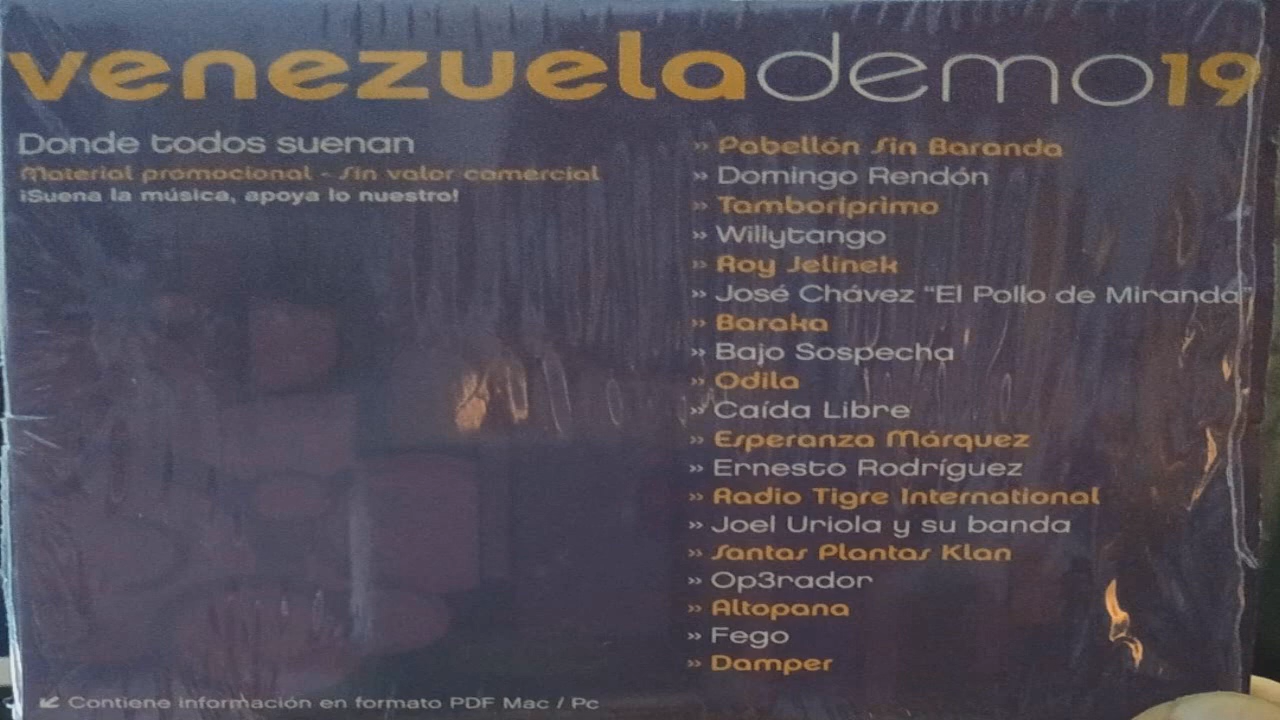 venezuelademo19
Donde todos suenan
Material promocional - Sin valor comercial
¡Suena la música, apoya lo nuestro!
» Pabellón Sin Baranda
» Domingo Rendón
» Tamboriprimo
» Willytango
» Roy Jelinek
» José Chávez "El Pollo de Miranda"
» Baraka
» Bajo Sospecha
» Odila
» Caída Libre
» Esperanza Márquez
» Ernesto Rodríguez
» Radio Tigre International
» Joel Uriola y su banda
» Santas Plantas Klan
» Op3rador
» Altopana
» Fego
» Damper
↙ Contiene información en formato PDF Mac / Pc